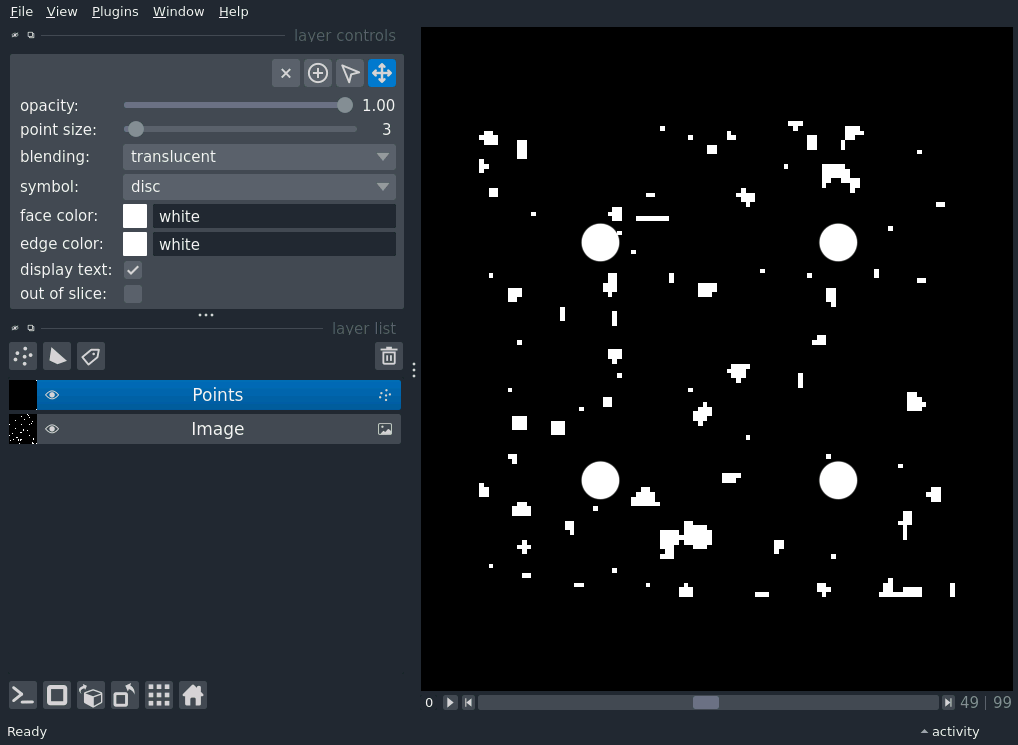 File View Plugins Window Help
layer controls
opacity: 1.00
point size: 3
blending: translucent
symbol: disc
face color: white
edge color: white
display text:
out of slice:
layer list
Points
Image
0 49 | 99
Ready activity